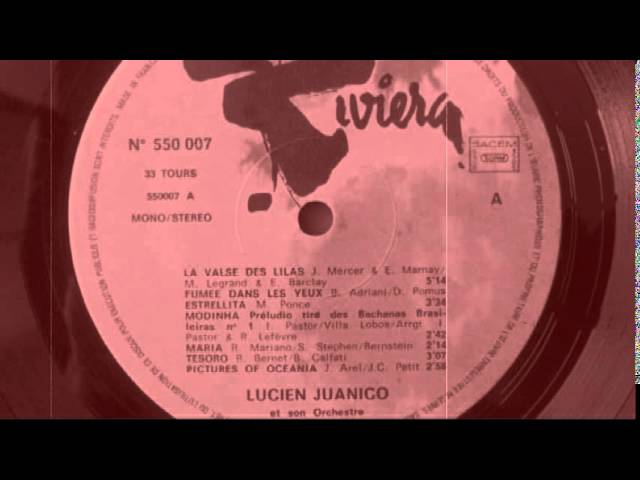 Riviera
N° 550 007
33 TOURS
550007 A
MONO/STEREO
SACEM
A
LA VALSE DES LILAS J. Mercer & E. Marnay/
M. Legrand & E. Barclay 5'14
FUMEE DANS LES YEUX B. Adriani/D. Pomus
ESTRELLITA M. Ponce 3'34
MODINHA Préludio tiré des Bachanas Brasi-
leiras n° 1 I. Pastor/Villa Lobos/Arrgt I.
Pastor & R. Lefèvre 2'42
MARIA R. Mariano/S. Stephen/Bernstein 2'14
TESORO R. Bernet/B. Calfati 3'07
PICTURES OF OCEANIA J. Arel/J.C. Petit 2'58
LUCIEN JUANICO
et son Orchestre